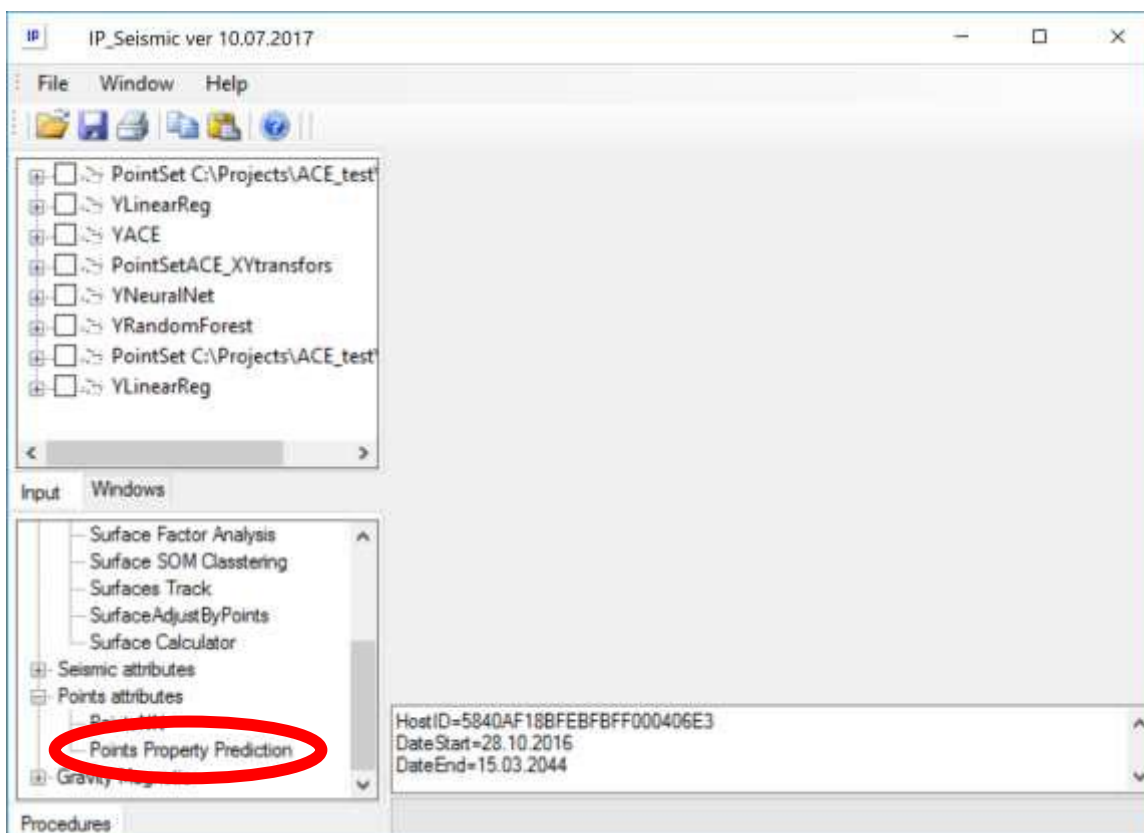 IP IP_Seismic ver 10.07.2017
File Window Help
PointSet C:\Projects\ACE_test'
YLinearReg
YACE
PointSetACE_XYtransfors
YNeuralNet
YRandomForest
PointSet C:\Projects\ACE_test'
YLinearReg
Input Windows
Surface Factor Analysis
Surface SOM Classtering
Surfaces Track
SurfaceAdjustByPoints
Surface Calculator
Seismic attributes
Points attributes
Points Property Prediction
Gravity
Procedures
HostID=5840AF18BFEBFBFF000406E3
DateStart=28.10.2016
DateEnd=15.03.2044